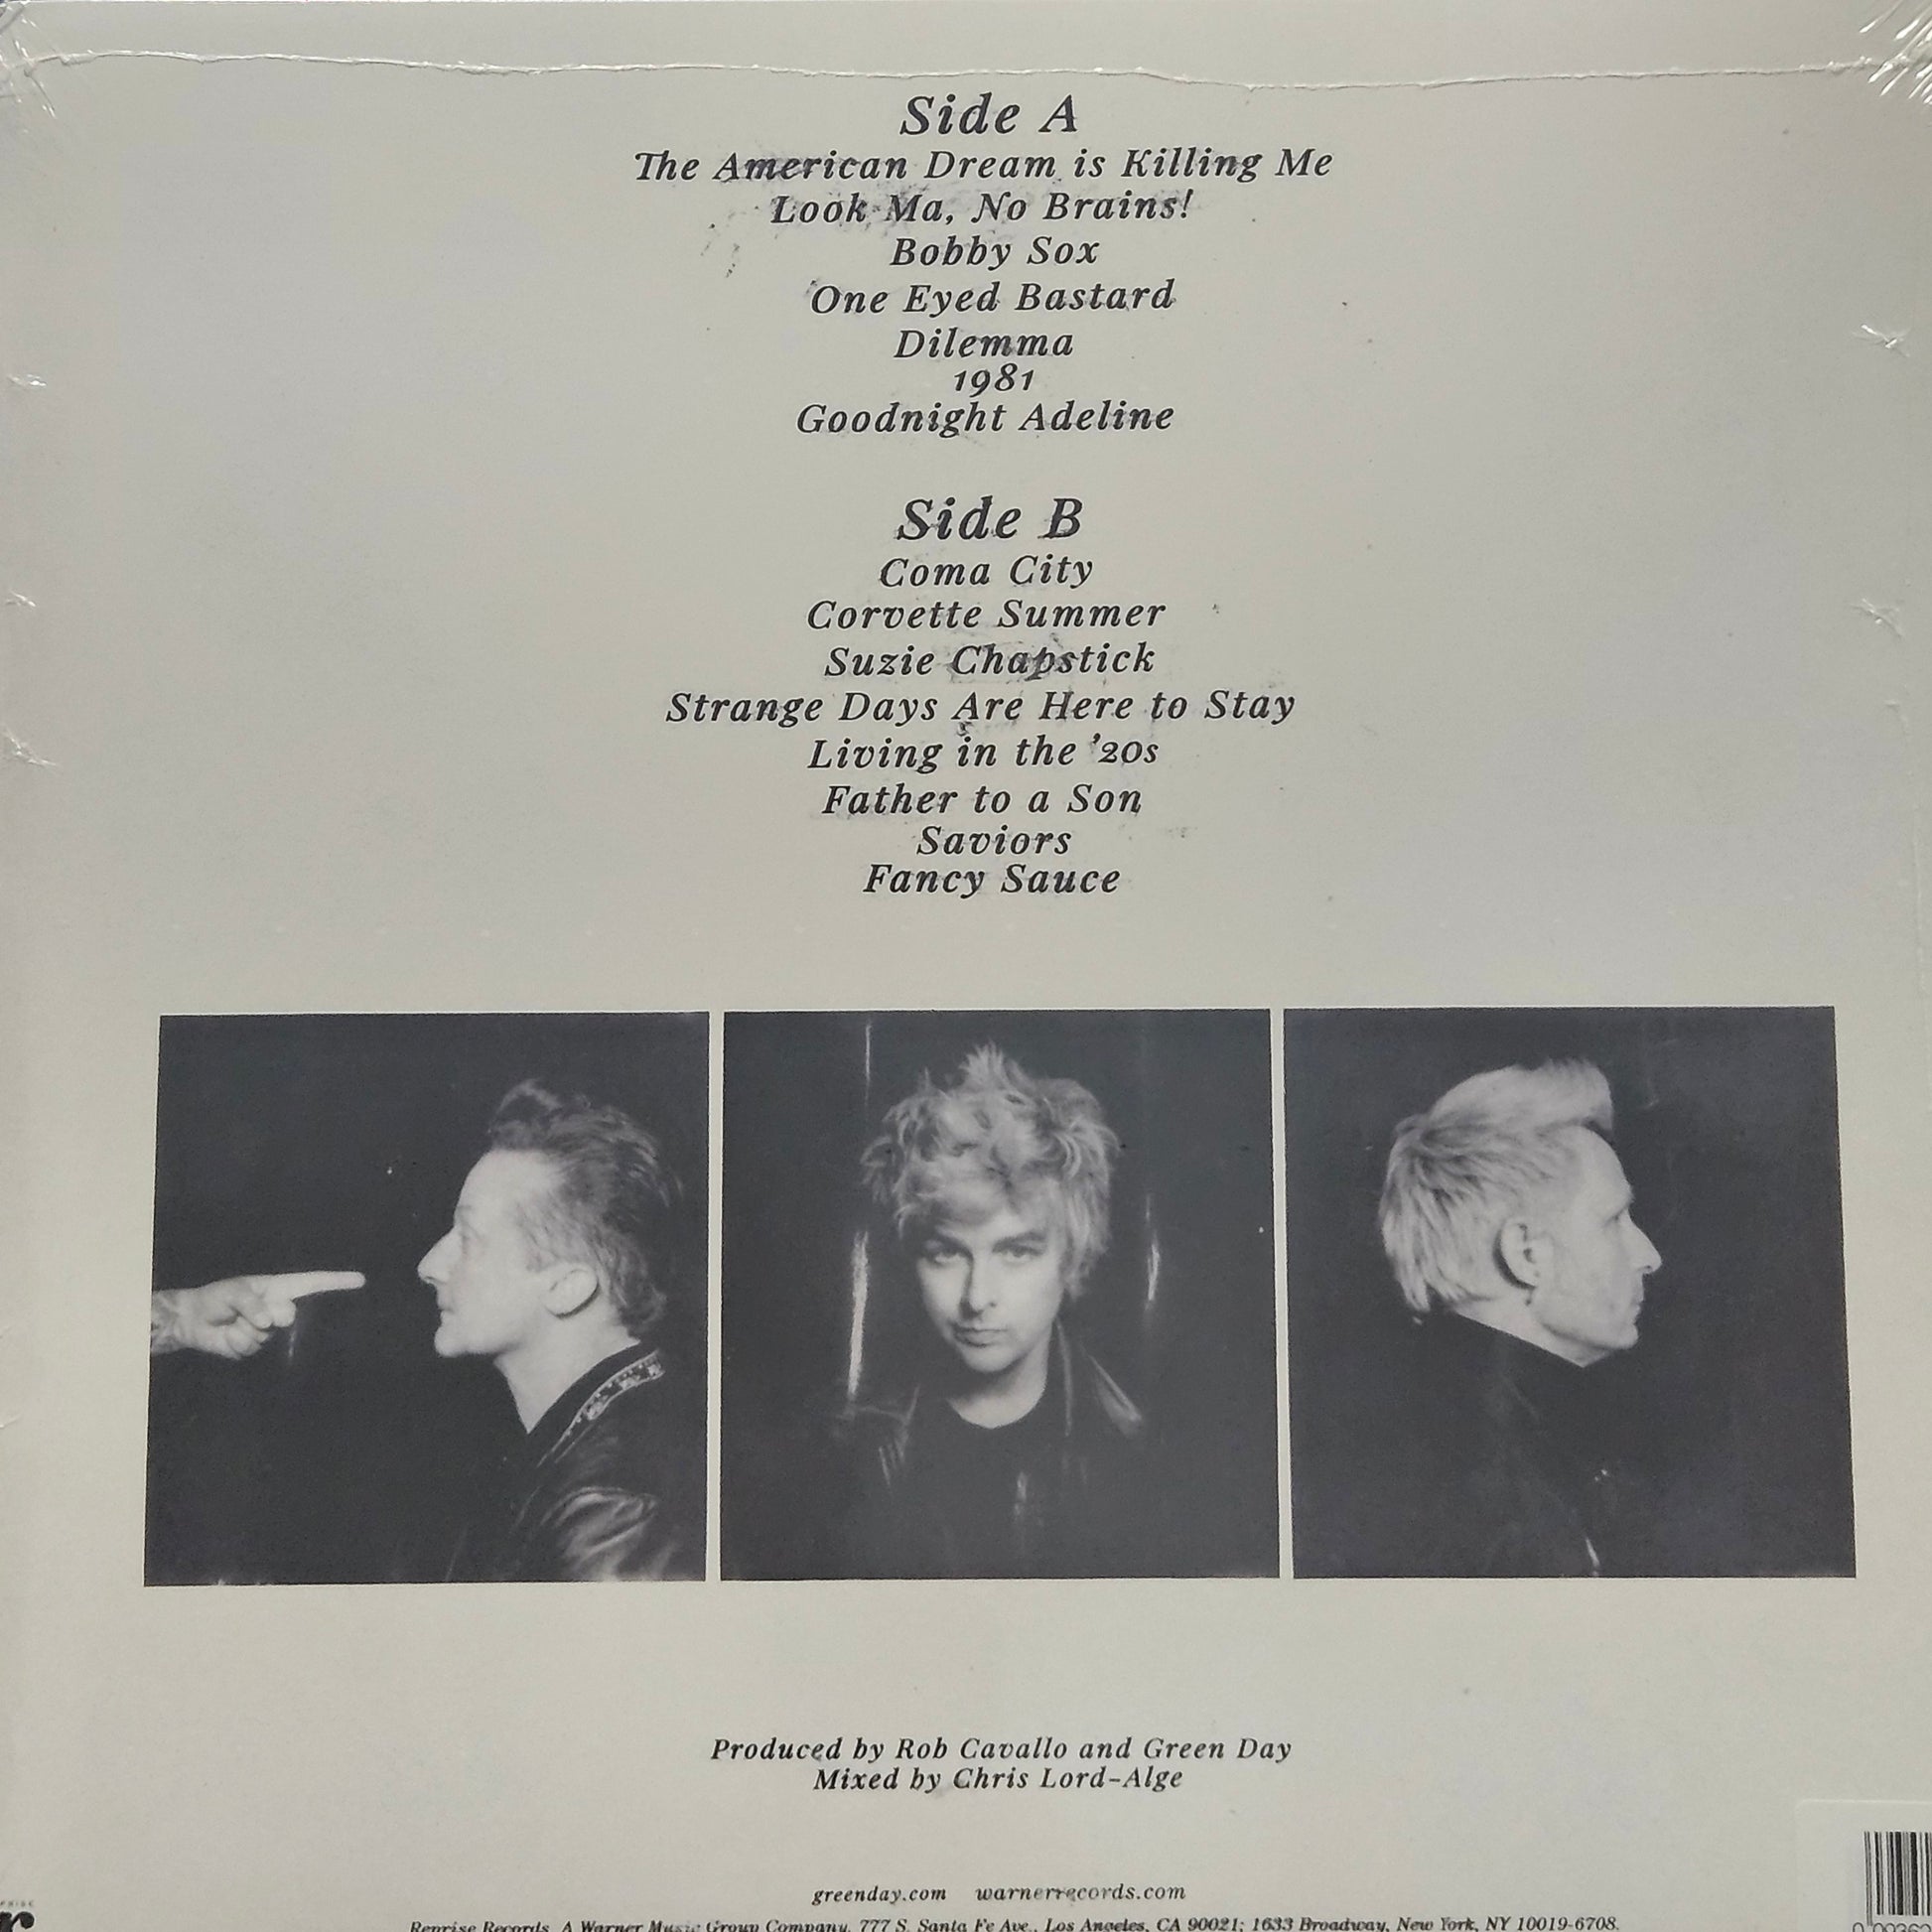 Side A
The American Dream is Killing Me
Look Ma, No Brains!
Bobby Sox
One Eyed Bastard
Dilemma
1981
Goodnight Adeline
Side B
Coma City
Corvette Summer
Suzie Chapstick
Strange Days Are Here to Stay
Living in the '20s
Father to a Son
Saviors
Fancy Sauce
Produced by Rob Cavallo and Green Day
Mixed by Chris Lord-Alge
greenday.com warnerrecords.com
Reprise Records, A Warner Music Group Company, 777 S. Santa Fe Ave., Los Angeles, CA 90021; 1633 Broadway, New York, NY 10019-6708.